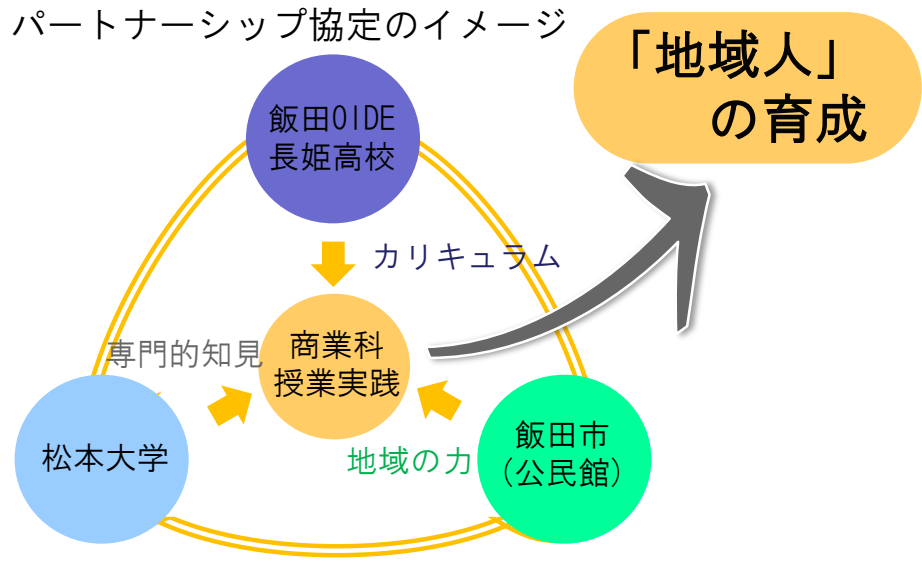 パートナーシップ協定のイメージ
「地域人」
の育成
飯田OIDE
長姫高校
カリキュラム
専門的知見
商業科
授業実践
松本大学
地域の力
飯田市
(公民館)